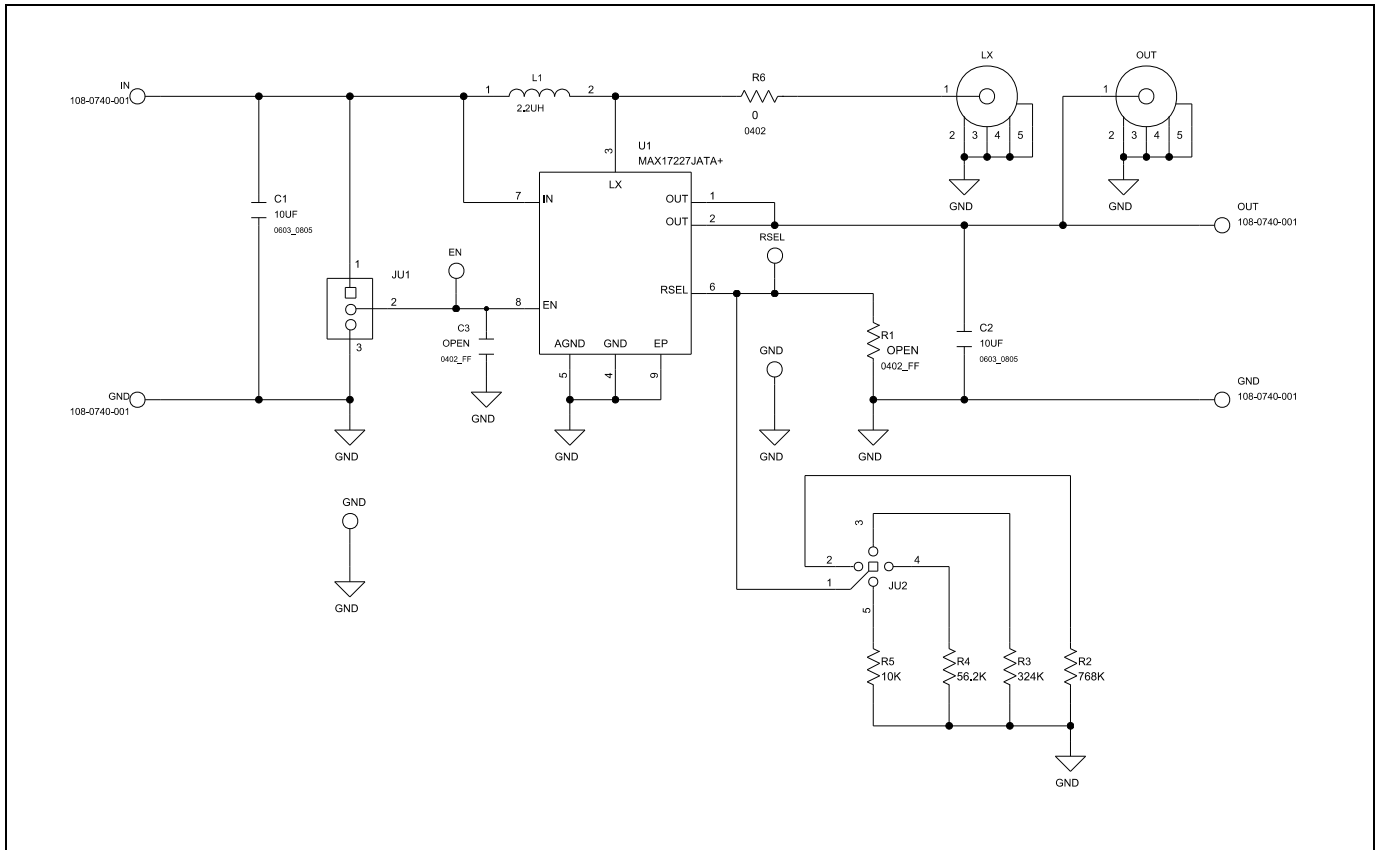 LX
OUT
IN
108-0740-001
1
L1
2
2.2UH
R6
0
0402
1
1
2
3
4
5
2
3
4
5
GND
GND
3
U1
MAX17227JATA+
LX
7
IN
OUT
1
OUT
2
C1
10UF
0603_0805
RSEL
OUT
108-0740-001
1
JU1
2
3
EN
8
EN
C3
OPEN
0402_FF
GND
RSEL
6
AGND
GND
EP
5
4
9
GND
GND
GND
R1
OPEN
0402_FF
GND
C2
10UF
0603_0805
GND
108-0740-001
GND
108-0740-001
GND
GND
GND
3
2
4
1
JU2
5
R5
10K
R4
56.2K
R3
324K
R2
768K
GND